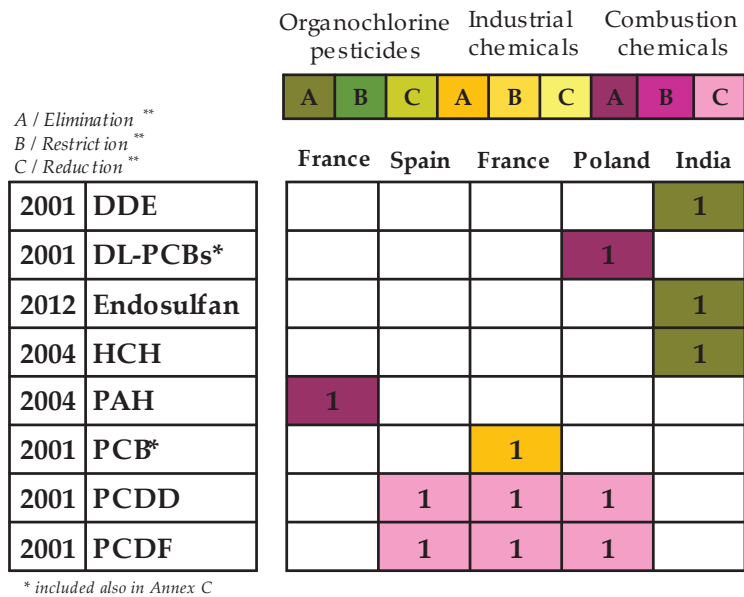 Organochlorine Industrial Combustion
pesticides chemicals chemicals
A B C A B C A B C
A / Elimination **
B / Restriction **
C / Reduction **
France Spain France Poland India
2001 DDE 1
2001 DL-PCBs* 1
2012 Endosulfan 1
2004 HCH 1
2004 PAH 1
2001 PCB* 1
2001 PCDD 1 1 1
2001 PCDF 1 1 1
* included also in Annex C